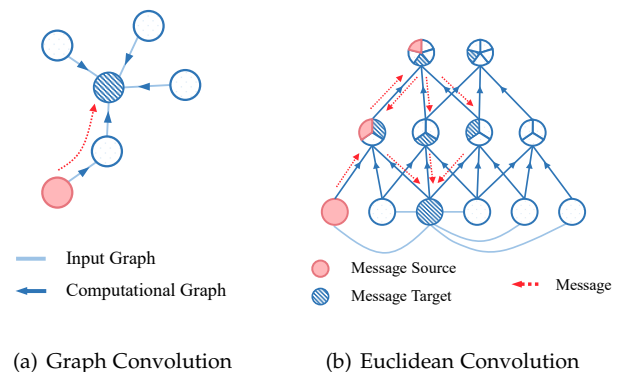 Input Graph
Computational Graph
Message Source
Message Target
Message
(a) Graph Convolution
(b) Euclidean Convolution